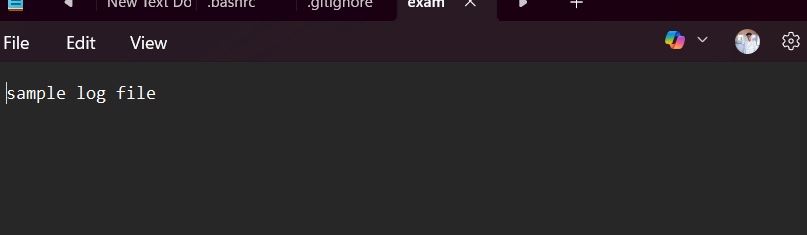 New Text Do
.bashrc
.gitignore
exam
File
Edit
View
sample log file